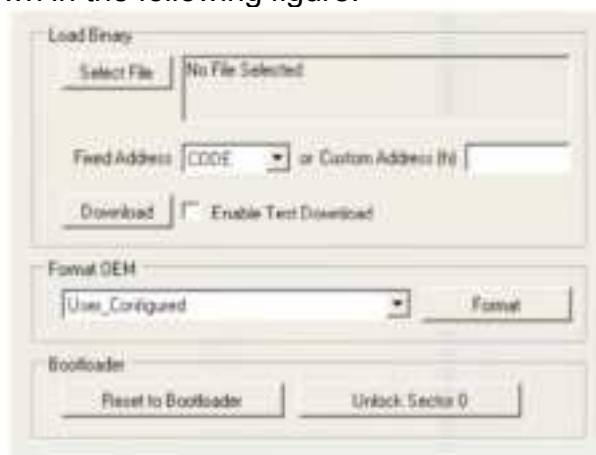 wn in the following figure.
Load Binary
Select File No File Selected
Fixed Address CODE or Custom Address (h)
Download Enable Test Download
Format OEM
User_Configured Format
Bootloader
Reset to Bootloader Unlock Sector 0